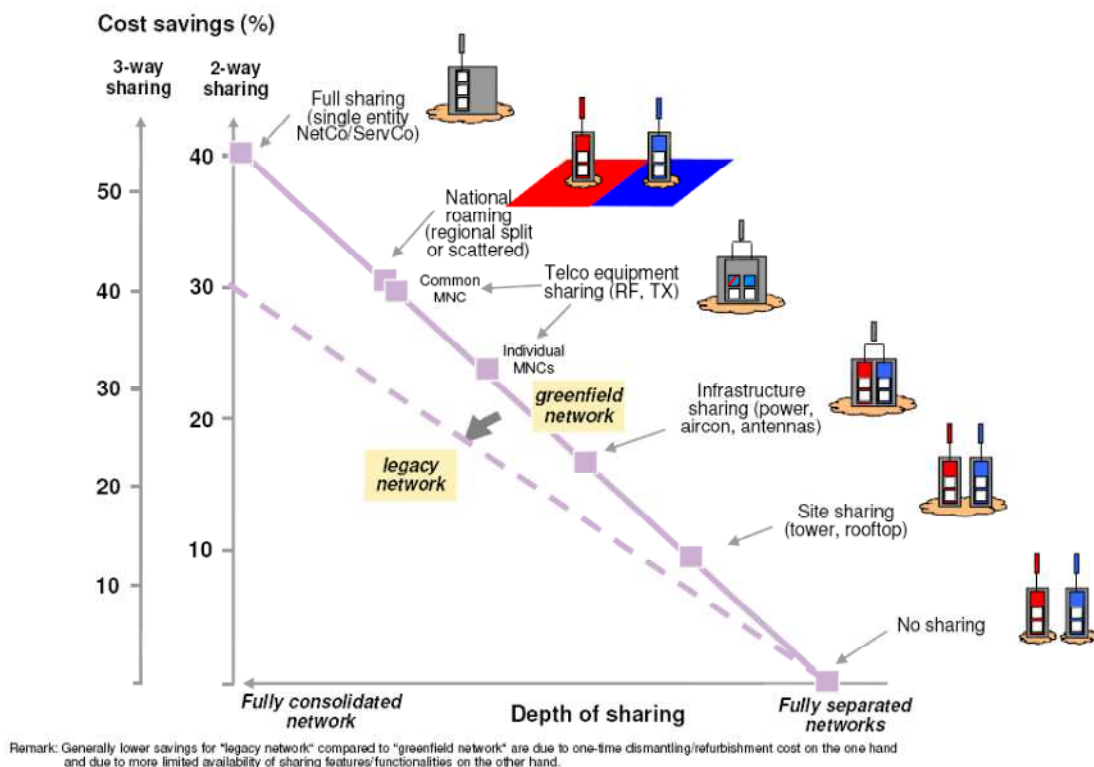 Cost savings (%)
3-way
sharing
2-way
sharing
Full sharing
(single entity
NetCo/ServCo)
40
50
National
roaming
(regional split
or scattered)
Common
MNC
Telco equipment
sharing (RF, TX)
40
30
Individual
MNCs
30
greenfield
network
Infrastructure
sharing (power,
aircon, antennas)
20
legacy
network
20
Site sharing
(tower, rooftop)
10
10
No sharing
Fully consolidated
network
Depth of sharing
Fully separated
networks
Remark: Generally lower savings for "legacy network" compared to "greenfield network" are due to one-time dismantling/refurbishment cost on the one hand
and due to more limited availability of sharing features/functionalities on the other hand.